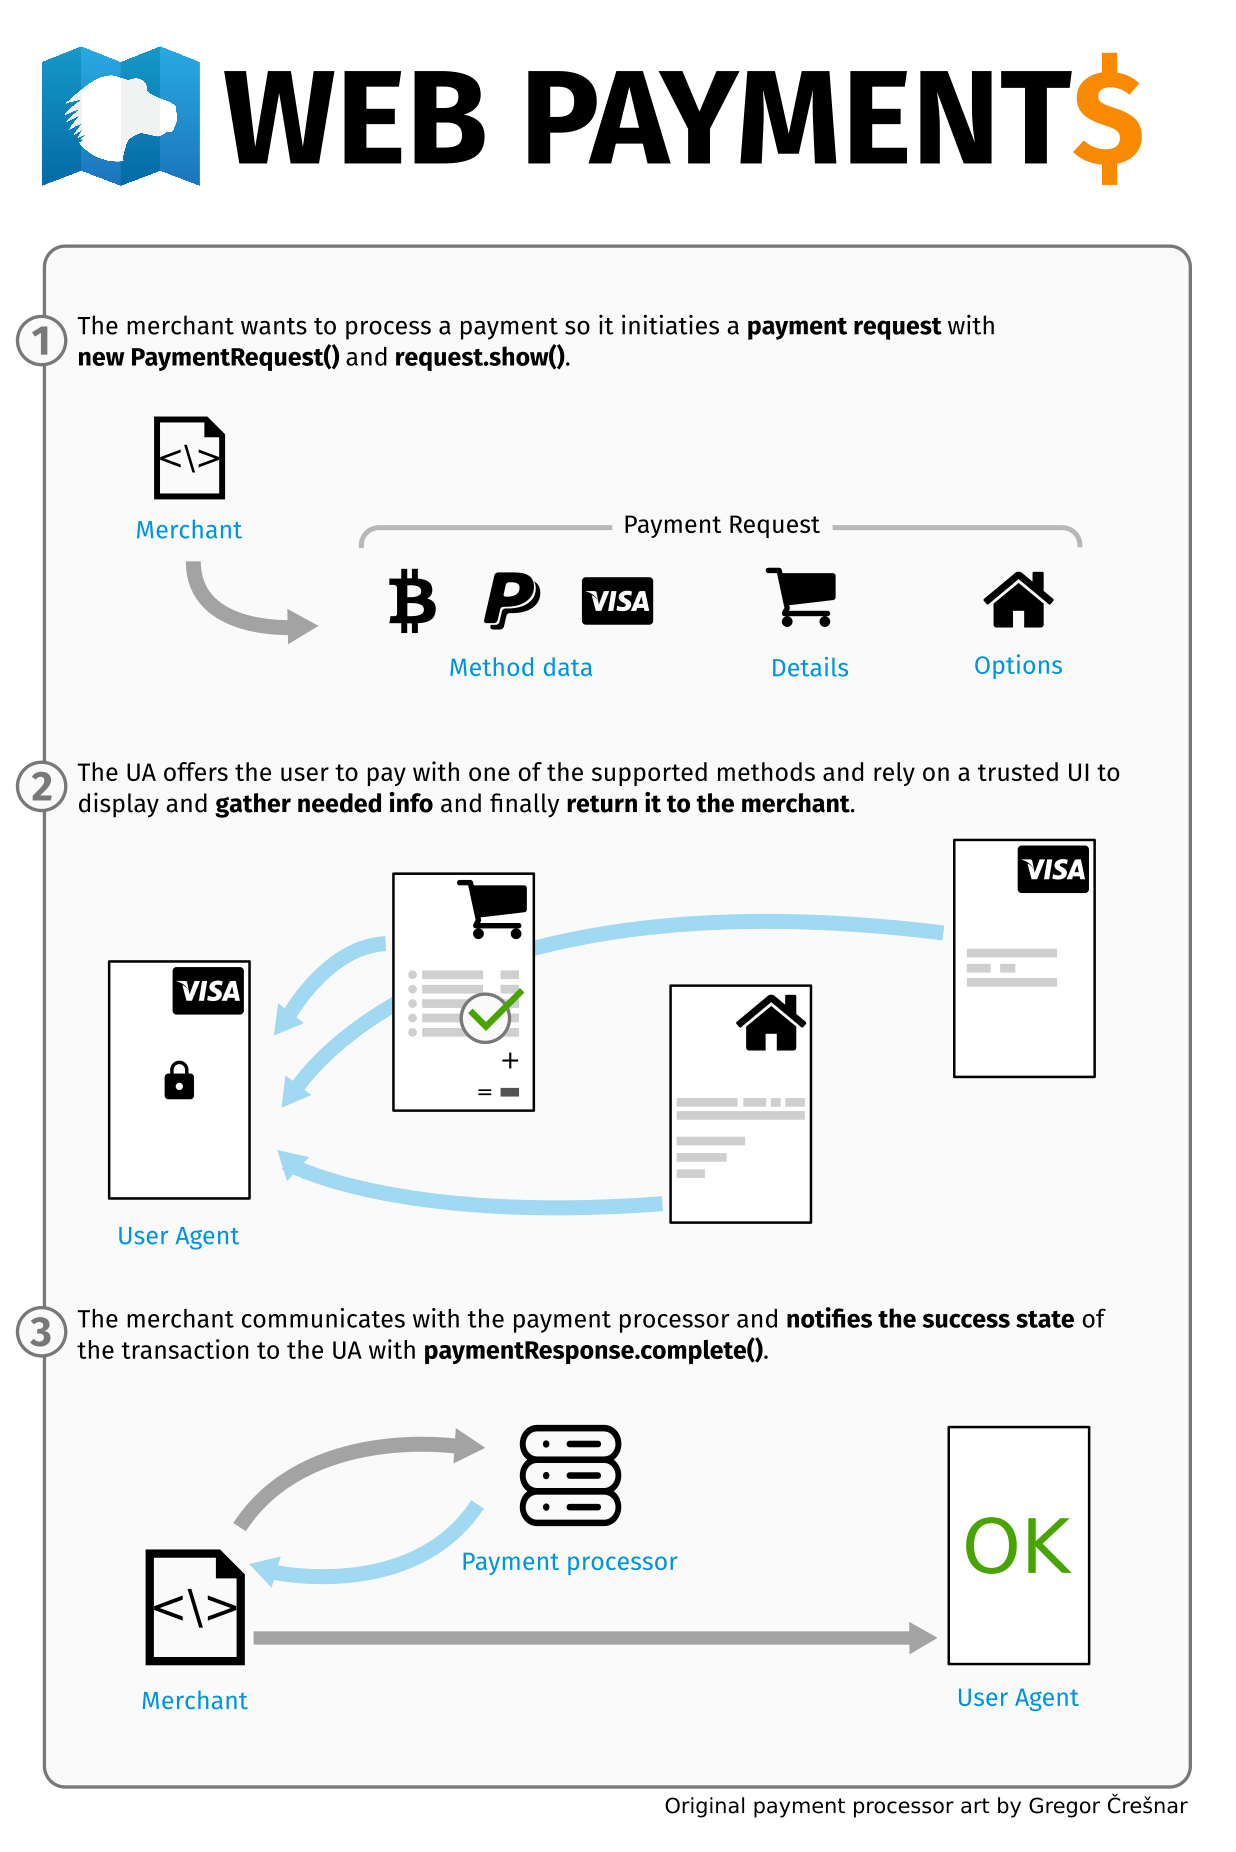 WEB PAYMENT$
1
The merchant wants to process a payment so it initiaties a payment request with
new PaymentRequest() and request.show().
<\>
Merchant
Payment Request
VISA
Method data
Details
Options
2
The UA offers the user to pay with one of the supported methods and rely on a trusted UI to
display and gather needed info and finally return it to the merchant.
VISA
VISA
+
=
User Agent
3
The merchant communicates with the payment processor and notifies the success state of
the transaction to the UA with paymentResponse.complete().
OK
Payment processor
<\>
Merchant
User Agent
Original payment processor art by Gregor Črešnar